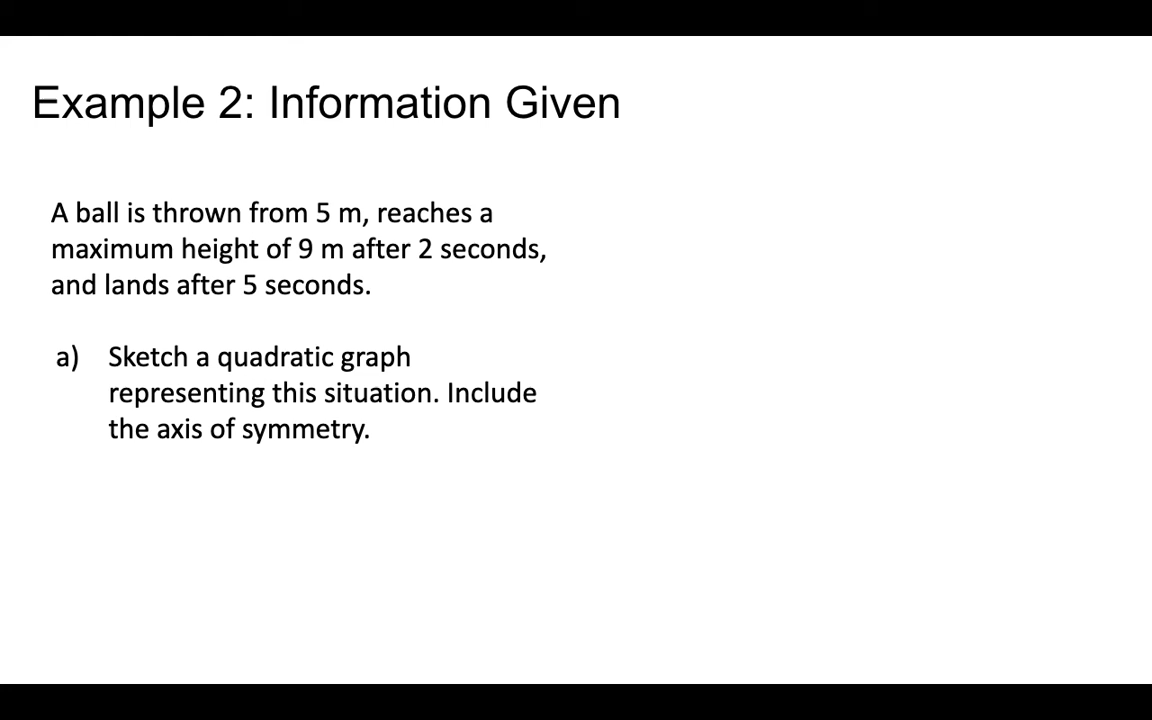 Example 2: Information Given
A ball is thrown from 5 m, reaches a
maximum height of 9 m after 2 seconds,
and lands after 5 seconds.
a) Sketch a quadratic graph
representing this situation. Include
the axis of symmetry.